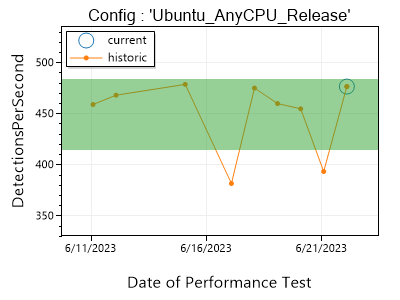 Config : 'Ubuntu_AnyCPU_Release'
current
historic
DetectionsPerSecond
500
450
400
350
6/11/2023
6/16/2023
6/21/2023
Date of Performance Test